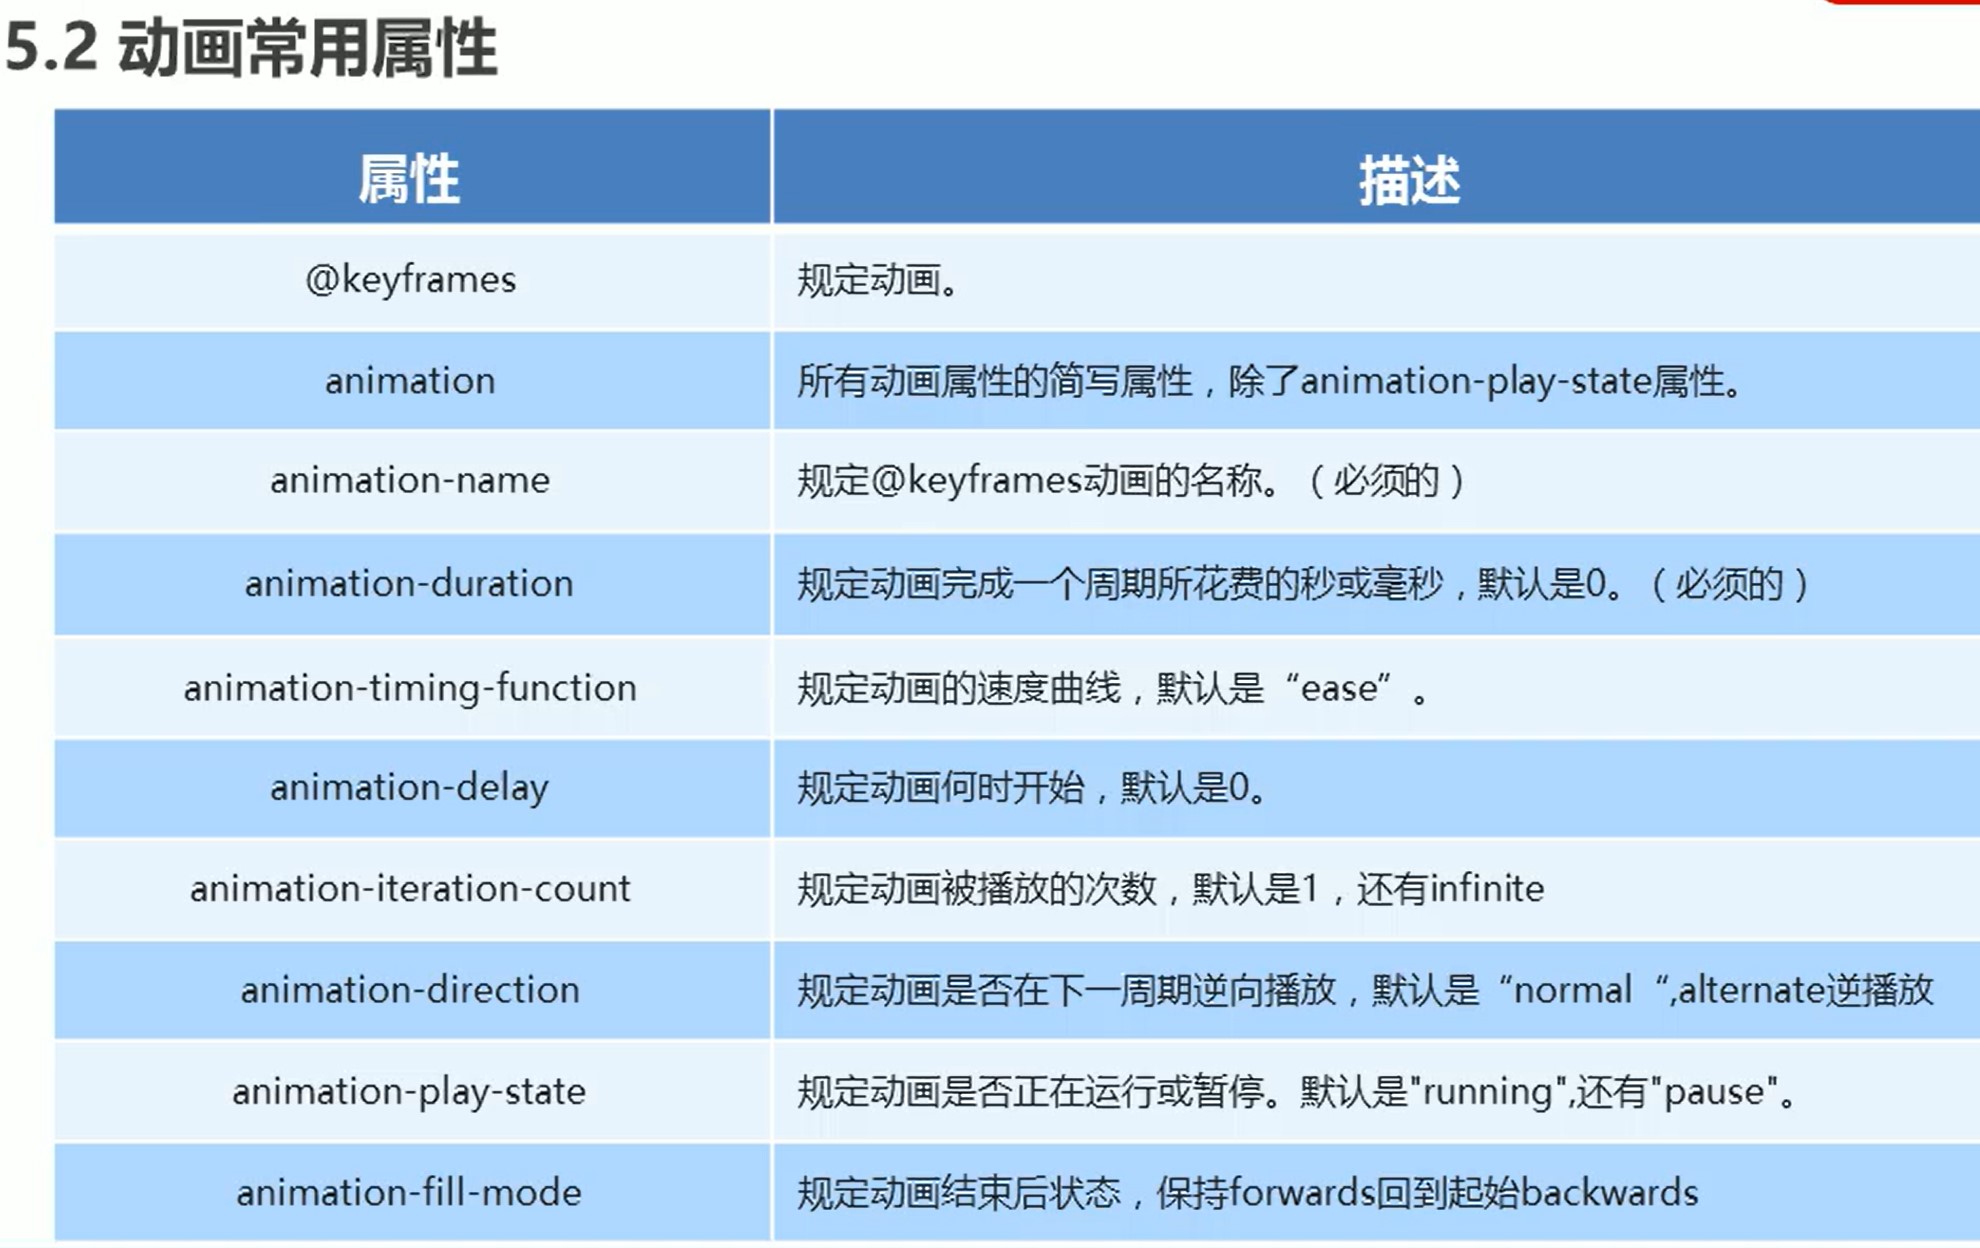 5.2 动画常用属性
属性 描述
@keyframes 规定动画。
animation 所有动画属性的简写属性，除了animation-play-state属性。
animation-name 规定@keyframes动画的名称。（必须的）
animation-duration 规定动画完成一个周期所花费的秒或毫秒，默认是0。（必须的）
animation-timing-function 规定动画的速度曲线，默认是“ease”。
animation-delay 规定动画何时开始，默认是0。
animation-iteration-count 规定动画被播放的次数，默认是1，还有infinite
animation-direction 规定动画是否在下一周期逆向播放，默认是“normal “,alternate逆播放
animation-play-state 规定动画是否正在运行或暂停。默认是"running",还有"pause"。
animation-fill-mode 规定动画结束后状态，保持forwards回到起始backwards